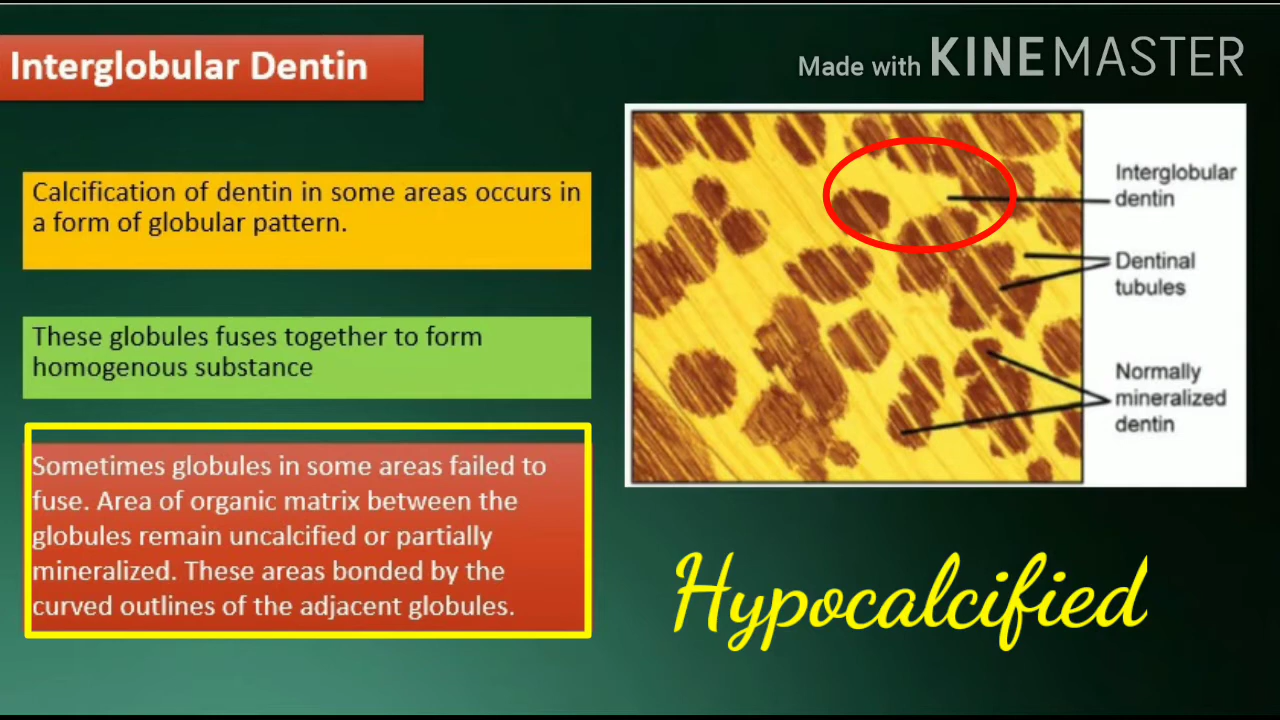 Interglobular Dentin
Made with KINEMASTER
Calcification of dentin in some areas occurs in
a form of globular pattern.
These globules fuses together to form
homogenous substance
Sometimes globules in some areas failed to
fuse. Area of organic matrix between the
globules remain uncalcified or partially
mineralized. These areas bonded by the
curved outlines of the adjacent globules.
Interglobular
dentin
Dentinal
tubules
Normally
mineralized
dentin
Hypocalcified